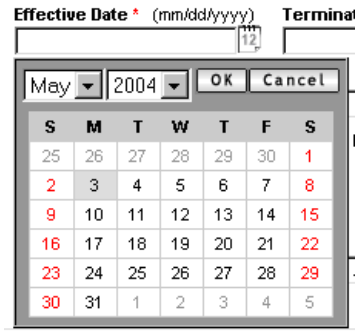 Effective Date * (mm/dd/yyyy) Terminat
12
May 2004 OK Cancel
S M T W T F S
25 26 27 28 29 30 1
2 3 4 5 6 7 8
9 10 11 12 13 14 15
16 17 18 19 20 21 22
23 24 25 26 27 28 29
30 31 1 2 3 4 5